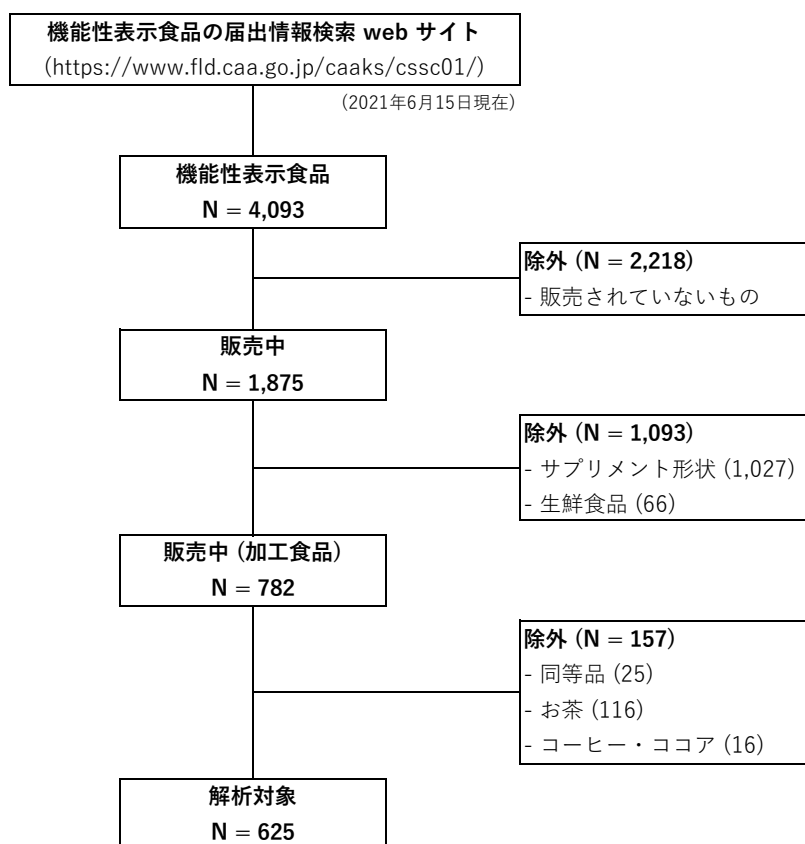 機能性表示食品の届出情報検索 web サイト
(https://www.fld.caa.go.jp/caaks/cssc01/)
(2021年6月15日現在)
機能性表示食品
N = 4,093
除外 (N = 2,218)
- 販売されていないもの
販売中
N = 1,875
除外 (N = 1,093)
- サプリメント形状 (1,027)
- 生鮮食品 (66)
販売中 (加工食品)
N = 782
除外 (N = 157)
- 同等品 (25)
- お茶 (116)
- コーヒー・ココア (16)
解析対象
N = 625